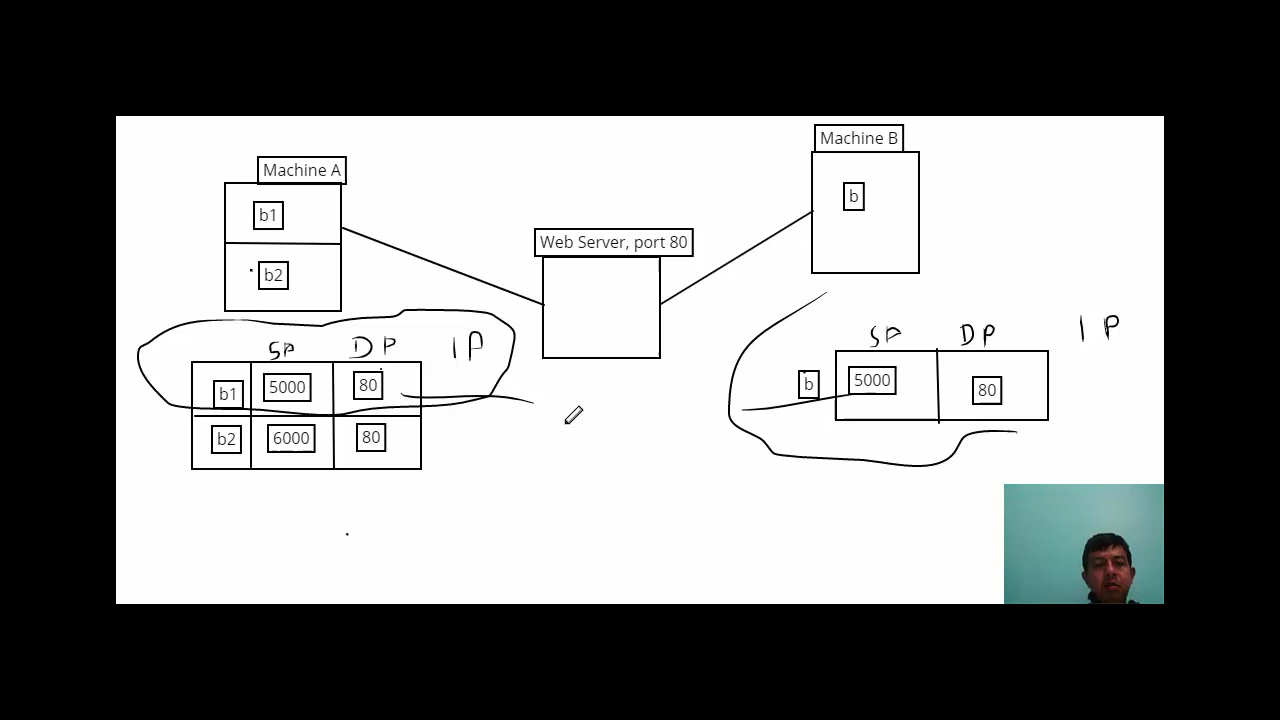 Machine A
b1
b2
Web Server, port 80
Machine B
b
SP DP IP
b1 5000 80
b2 6000 80
SP DP IP
b 5000 80